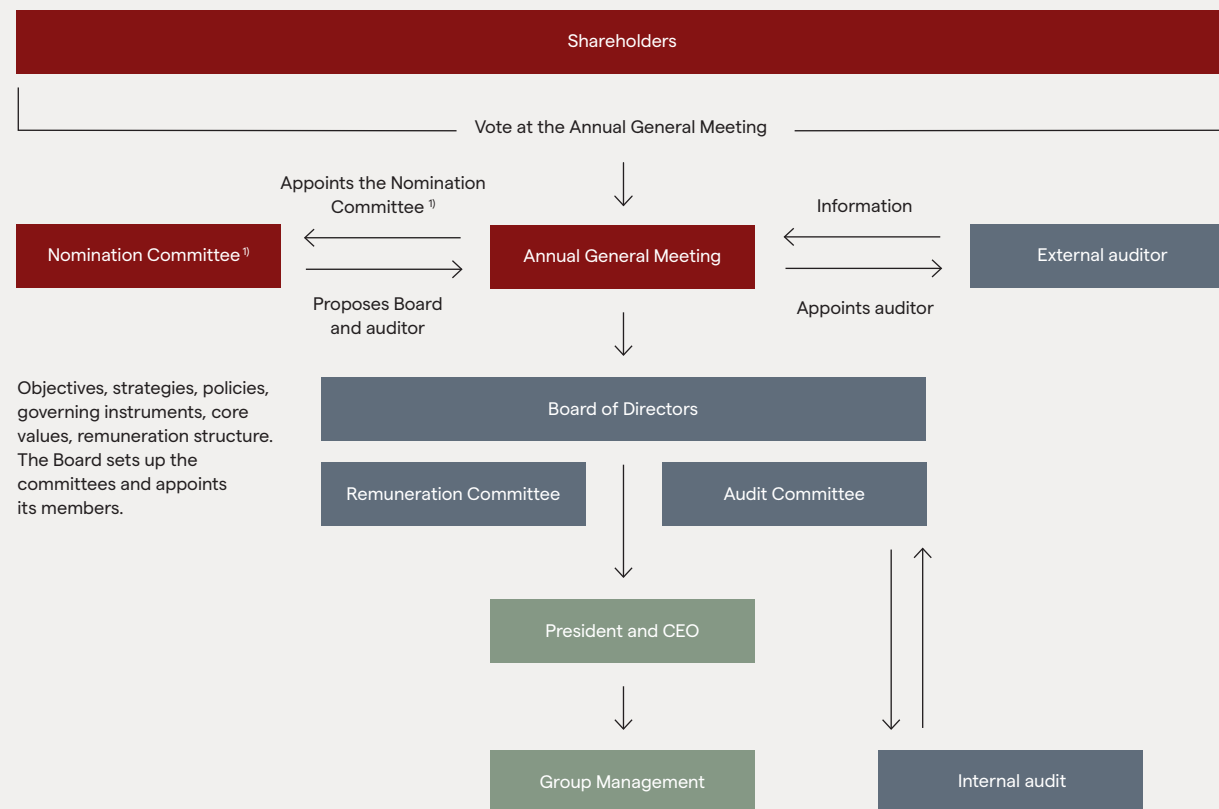 Shareholders
Vote at the Annual General Meeting
Appoints the Nomination
Committee ¹⁾
Information
Nomination Committee ¹⁾
Annual General Meeting
External auditor
Proposes Board
and auditor
Appoints auditor
Objectives, strategies, policies,
governing instruments, core
values, remuneration structure.
The Board sets up the
committees and appoints
its members.
Board of Directors
Remuneration Committee
Audit Committee
President and CEO
Group Management
Internal audit